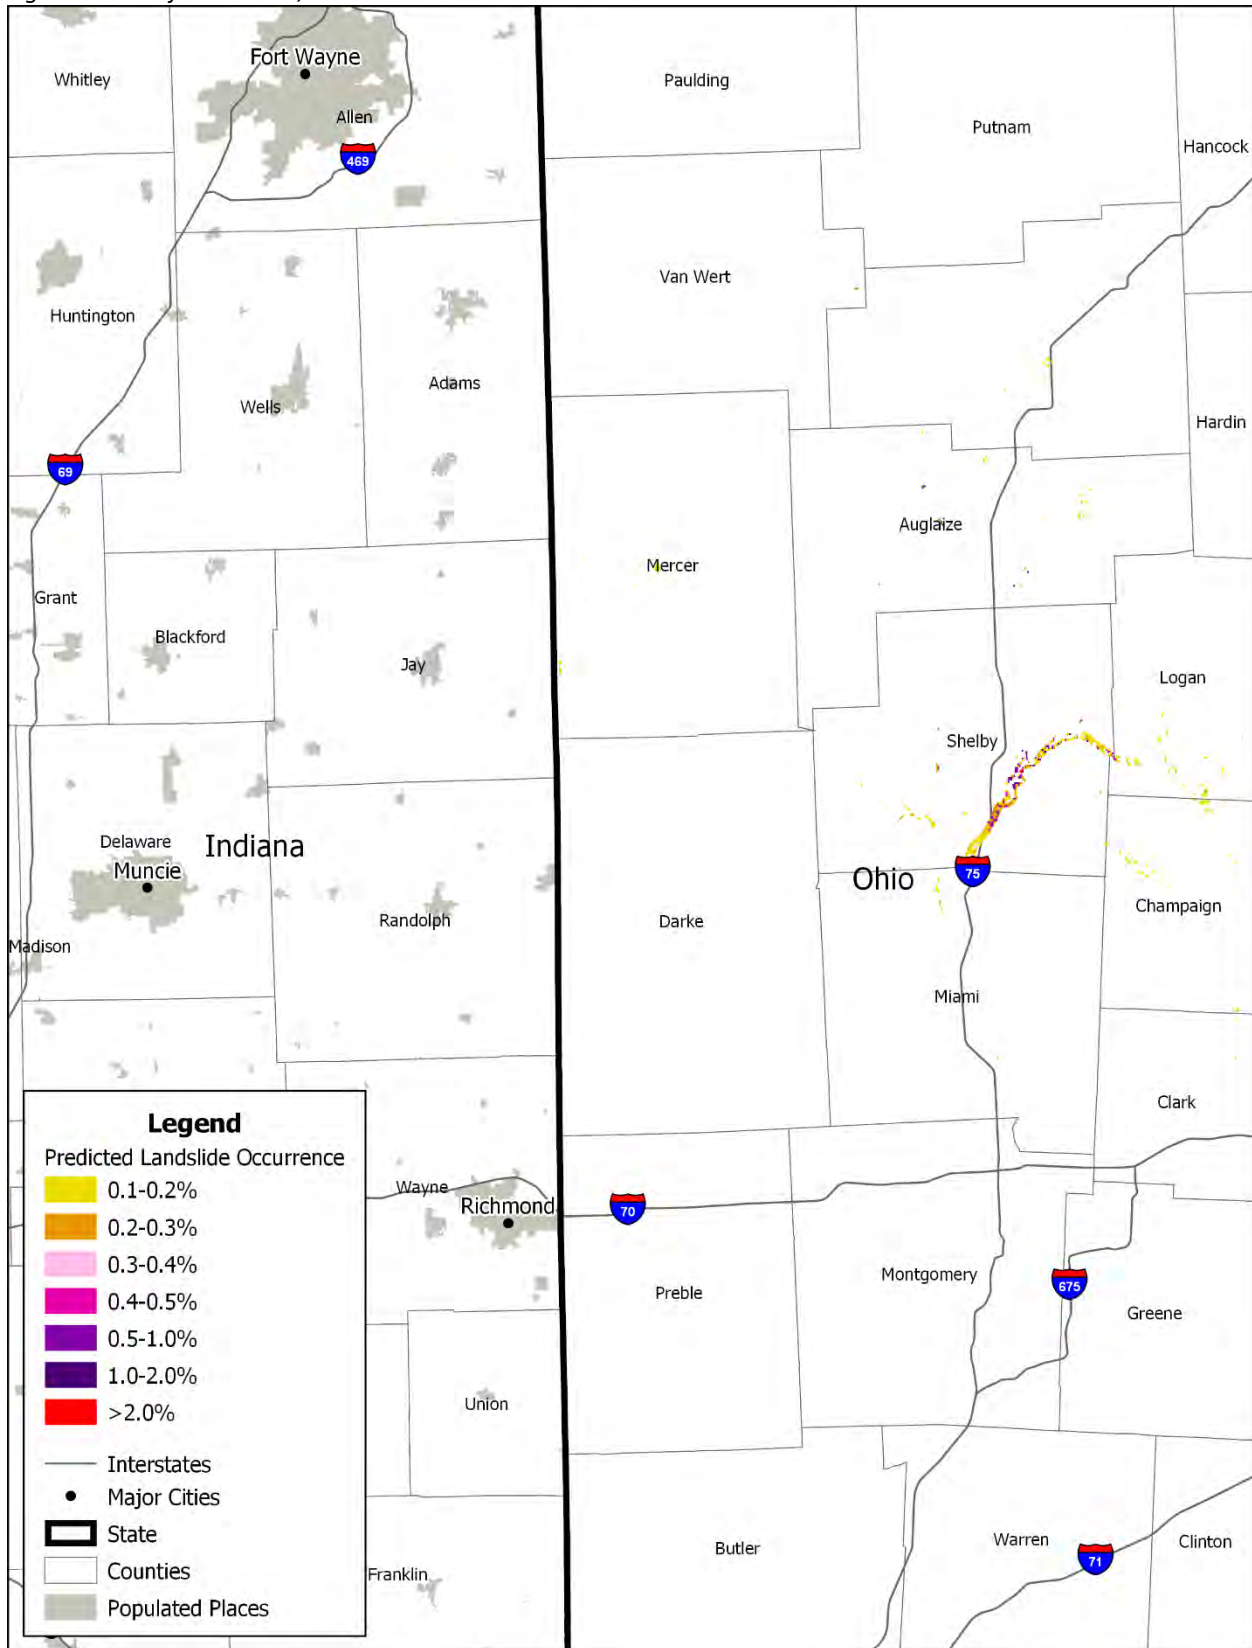 Fort Wayne
Whitley
Paulding
Allen
Putnam
Hancock
469
Van Wert
Huntington
Adams
Wells
Hardin
69
Auglaize
Mercer
Grant
Blackford
Jay
Logan
Shelby
Delaware
Indiana
Muncie
75
Ohio
Champaign
Randolph
Darke
Madison
Miami
Clark
Wayne
Richmond
70
Montgomery
675
Preble
Greene
Union
Butler
Warren
71
Clinton
Franklin
Legend
Predicted Landslide Occurrence
0.1-0.2%
0.2-0.3%
0.3-0.4%
0.4-0.5%
0.5-1.0%
1.0-2.0%
>2.0%
Interstates
Major Cities
State
Counties
Populated Places